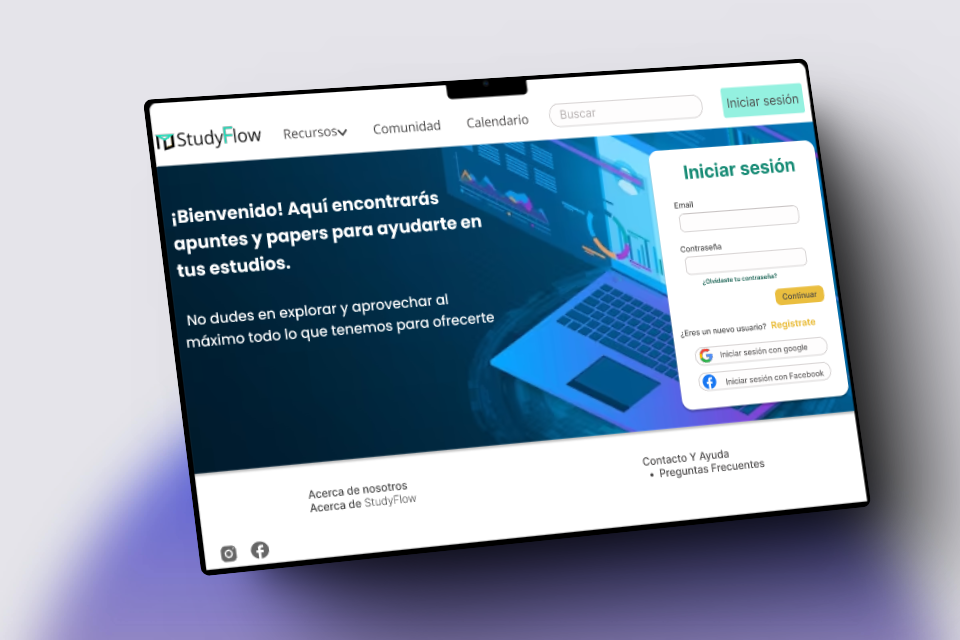 StudyFlow
Recursos
Comunidad
Calendario
Buscar
Iniciar sesión
¡Bienvenido! Aquí encontrarás
apuntes y papers para ayudarte en
tus estudios.
No dudes en explorar y aprovechar al
máximo todo lo que tenemos para ofrecerte
Iniciar sesión
Email
Contraseña
¿Olvidaste tu contraseña?
Continuar
¿Eres un nuevo usuario? Registrate
Iniciar sesión con google
Iniciar sesión con Facebook
Acerca de nosotros
Acerca de StudyFlow
Contacto Y Ayuda
• Preguntas Frecuentes